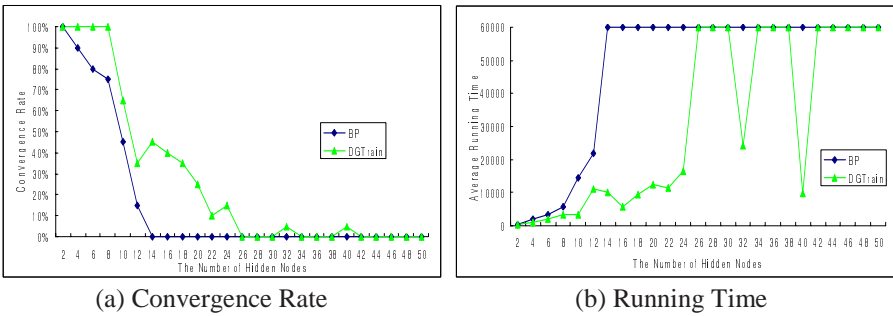 100%
90%
80%
70%
60%
50%
40%
30%
20%
10%
0%
Convergence Rate
BP
DGTrain
2 4 6 8 10 12 14 16 18 20 22 24 26 28 30 32 34 36 38 40 42 44 46 48 50
The Number of Hidden Nodes
(a) Convergence Rate
60000
50000
40000
30000
20000
10000
0
Average Running Time
BP
DGTrain
2 4 6 8 10 12 14 16 18 20 22 24 26 28 30 32 34 36 38 40 42 44 46 48 50
The Number of Hidden Nodes
(b) Running Time